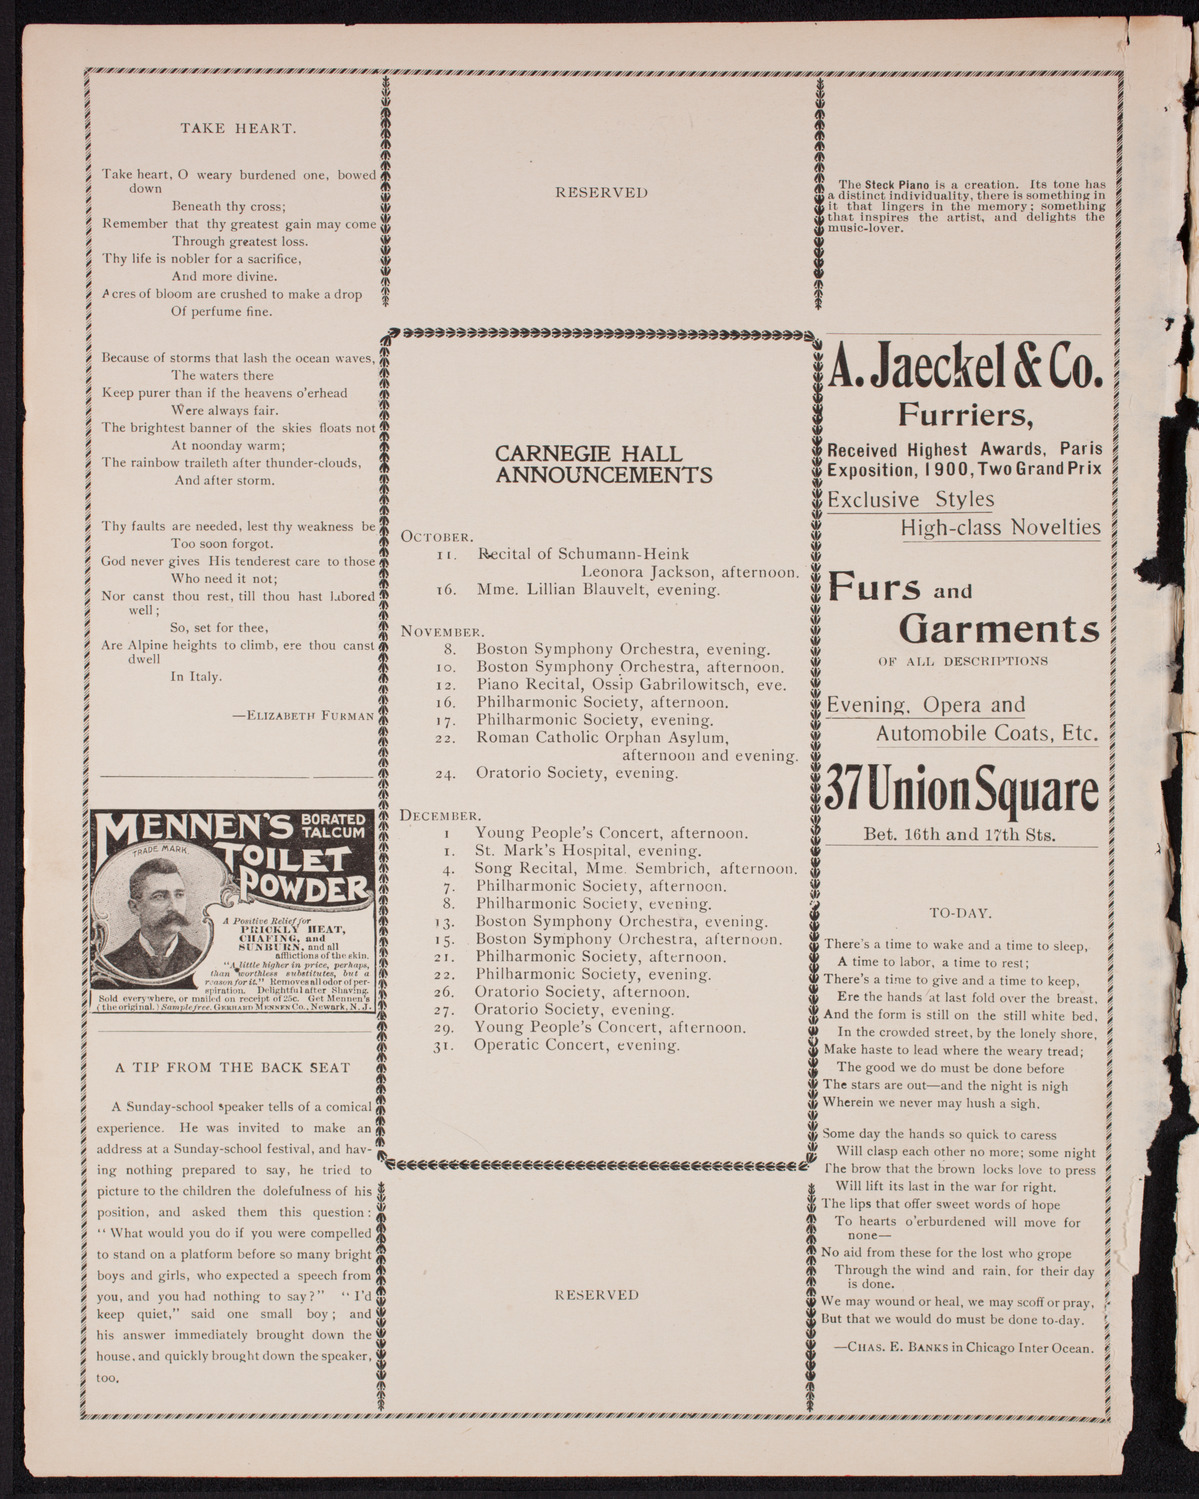 TAKE HEART.
Take heart, O weary burdened one, bowed
down
Beneath thy cross;
Remember that thy greatest gain may come
Through greatest loss.
Thy life is nobler for a sacrifice,
And more divine.
Acres of bloom are crushed to make a drop
Of perfume fine.
Because of storms that lash the ocean waves,
The waters there
Keep purer than if the heavens o'erhead
Were always fair.
The brightest banner of the skies floats not
At noonday warm;
The rainbow traileth after thunder-clouds,
And after storm.
Thy faults are needed, lest thy weakness be
Too soon forgot.
God never gives His tenderest care to those
Who need it not;
Nor canst thou rest, till thou hast labored
well;
So, set for thee,
Are Alpine heights to climb, ere thou canst
dwell
In Italy.
—ELIZABETH FURMAN
MENNEN'S BORATED
TALCUM
TOILET
POWDER
TRADE MARK
A Positive Relief for
PRICKLY HEAT,
CHAFING, and
SUNBURN, and all
afflictions of the skin.
"A little higher in price, perhaps,
than worthless substitutes, but a
reason for it." Removes all odor of per-
spiration. Delightful after Shaving.
Sold everywhere, or mailed on receipt of 25c. Get Mennen's
(the original.) Sample free. GERHARD MENNEN CO., Newark, N. J.
A TIP FROM THE BACK SEAT
A Sunday-school speaker tells of a comical
experience. He was invited to make an
address at a Sunday-school festival, and hav-
ing nothing prepared to say, he tried to
picture to the children the dolefulness of his
position, and asked them this question:
"What would you do if you were compelled
to stand on a platform before so many bright
boys and girls, who expected a speech from
you, and you had nothing to say?" "I'd
keep quiet," said one small boy; and
his answer immediately brought down the
house, and quickly brought down the speaker,
too.
RESERVED
CARNEGIE HALL
ANNOUNCEMENTS
OCTOBER.
11. Recital of Schumann-Heink
Leonora Jackson, afternoon.
16. Mme. Lillian Blauvelt, evening.
NOVEMBER.
8. Boston Symphony Orchestra, evening.
10. Boston Symphony Orchestra, afternoon.
12. Piano Recital, Ossip Gabrilowitsch, eve.
16. Philharmonic Society, afternoon.
17. Philharmonic Society, evening.
22. Roman Catholic Orphan Asylum,
afternoon and evening.
24. Oratorio Society, evening.
DECEMBER.
1 Young People's Concert, afternoon.
1. St. Mark's Hospital, evening.
4. Song Recital, Mme. Sembrich, afternoon.
7. Philharmonic Society, afternoon.
8. Philharmonic Society, evening.
13. Boston Symphony Orchestra, evening.
15. Boston Symphony Orchestra, afternoon.
21. Philharmonic Society, afternoon.
22. Philharmonic Society, evening.
26. Oratorio Society, afternoon.
27. Oratorio Society, evening.
29. Young People's Concert, afternoon.
31. Operatic Concert, evening.
RESERVED
The Steck Piano is a creation. Its tone has
a distinct individuality, there is something in
it that lingers in the memory; something
that inspires the artist, and delights the
music-lover.
A. Jaeckel & Co.
Furriers,
Received Highest Awards, Paris
Exposition, 1900, Two Grand Prix
Exclusive Styles
High-class Novelties
Furs and
Garments
OF ALL DESCRIPTIONS
Evening, Opera and
Automobile Coats, Etc.
37 Union Square
Bet. 16th and 17th Sts.
TO-DAY.
There's a time to wake and a time to sleep,
A time to labor, a time to rest;
There's a time to give and a time to keep,
Ere the hands at last fold over the breast,
And the form is still on the still white bed,
In the crowded street, by the lonely shore,
Make haste to lead where the weary tread;
The good we do must be done before
The stars are out—and the night is nigh
Wherein we never may hush a sigh.
Some day the hands so quick to caress
Will clasp each other no more; some night
The brow that the brown locks love to press
Will lift its last in the war for right.
The lips that offer sweet words of hope
To hearts o'erburdened will move for
none—
No aid from these for the lost who grope
Through the wind and rain, for their day
is done.
We may wound or heal, we may scoff or pray,
But that we would do must be done to-day.
—CHAS. E. BANKS in Chicago Inter Ocean.